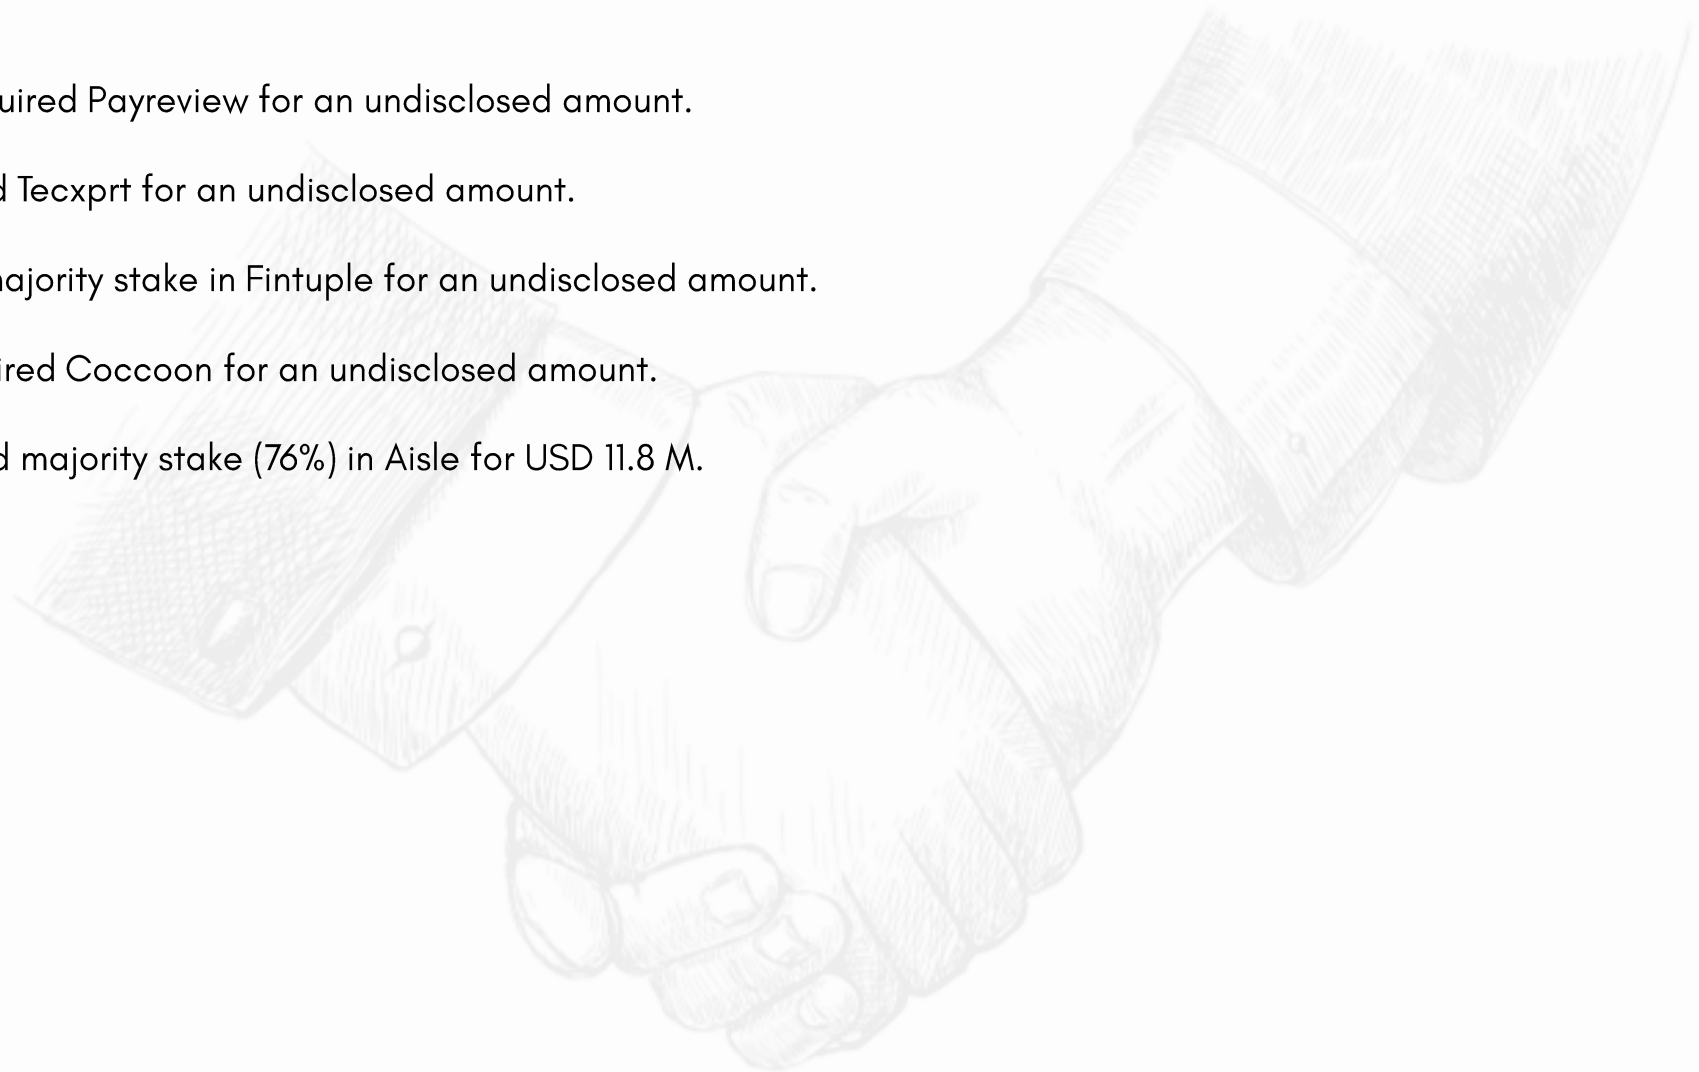 uired Payreview for an undisclosed amount.
d Tecxprt for an undisclosed amount.
majority stake in Fintuple for an undisclosed amount.
ired Coccoon for an undisclosed amount.
d majority stake (76%) in Aisle for USD 11.8 M.